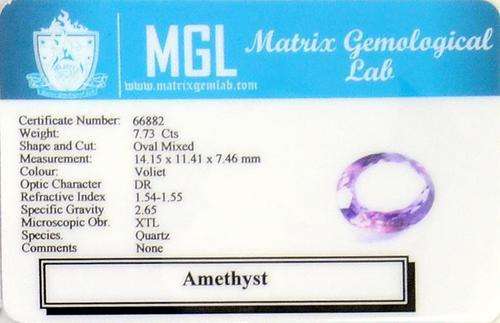 MGL Matrix Gemological
Lab
www.matrixgemlab.com
Certificate Number: 66882
Weight: 7.73 Cts
Shape and Cut: Oval Mixed
Measurement: 14.15 x 11.41 x 7.46 mm
Colour: Voliet
Optic Character DR
Refractive Index 1.54-1.55
Specific Gravity 2.65
Microscopic Obr. XTL
Species. Quartz
Comments None
Amethyst